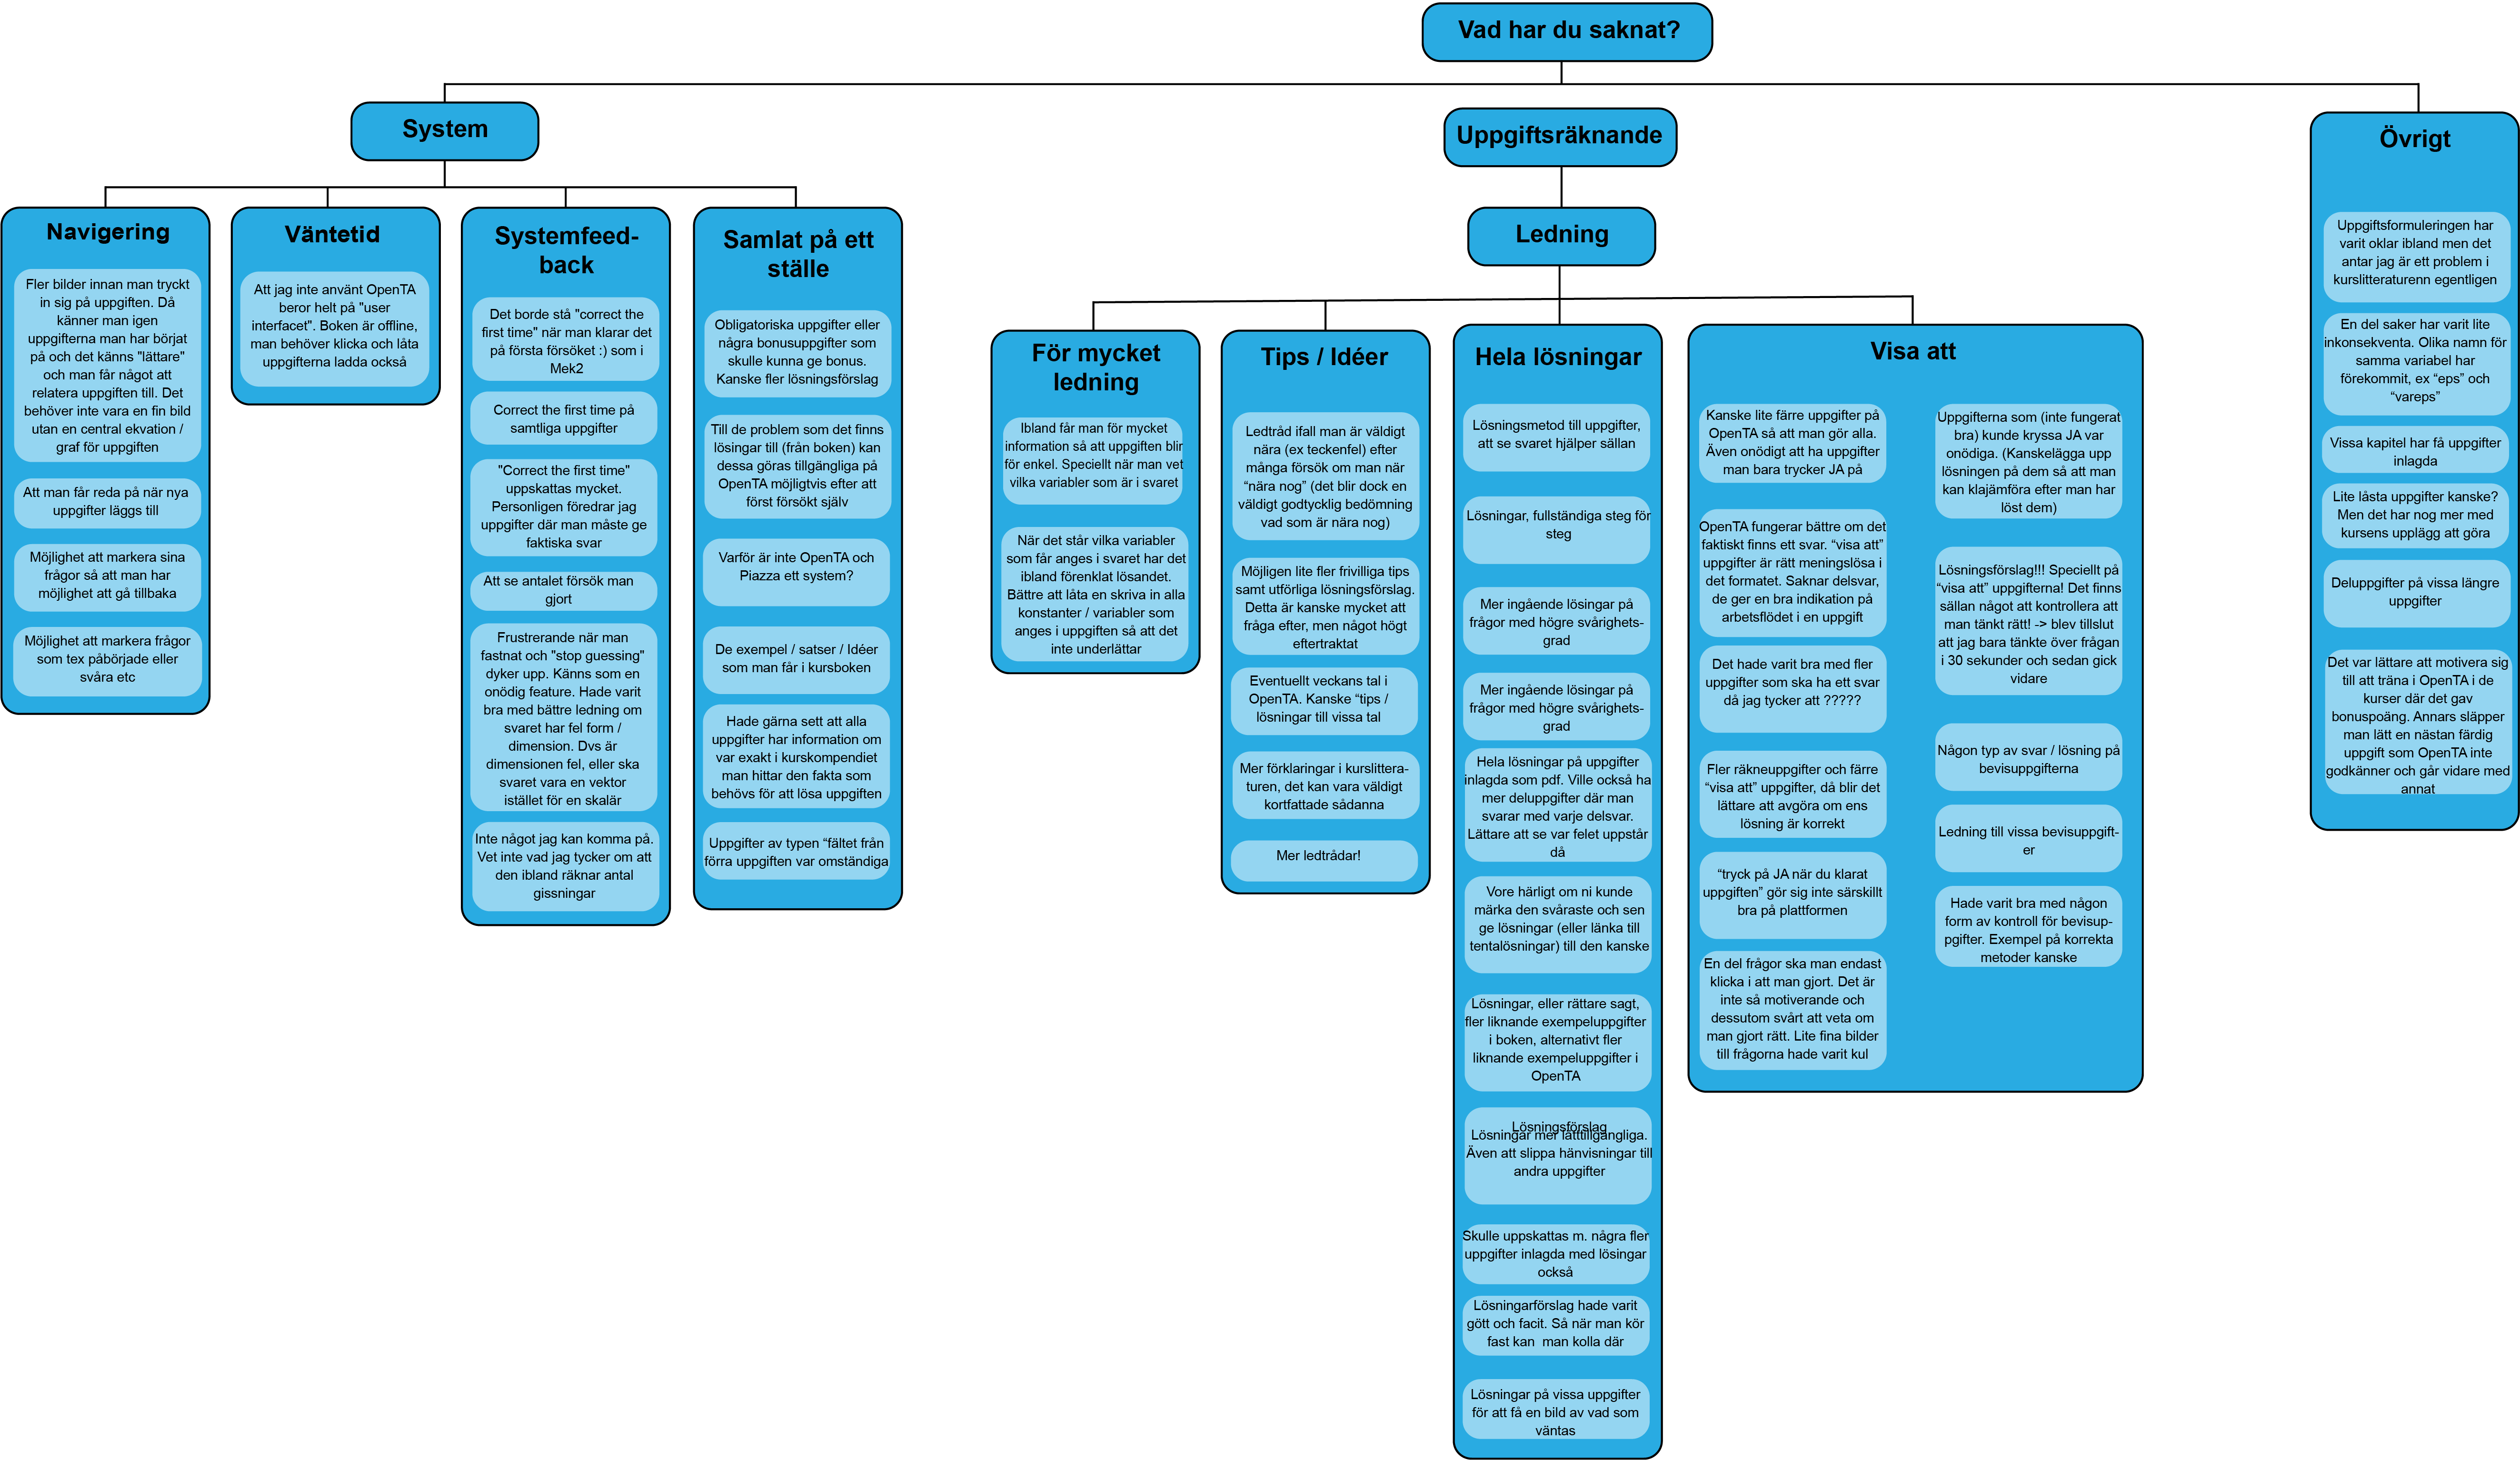 Vad har du saknat?
System
Navigering
Fler bilder innan man tryckt
in sig på uppgiften. Då
känner man igen
uppgifterna man har börjat
på och det känns "lättare"
och man får något att
relatera uppgiften till. Det
behöver inte vara en fin bild
utan en central ekvation /
graf för uppgiften
Att man får reda på när nya
uppgifter läggs till
Möjlighet att markera sina
frågor så att man har
möjlighet att gå tillbaka
Möjlighet att markera frågor
som tex påbörjade eller
svåra etc
Väntetid
Att jag inte använt OpenTA
beror helt på "user
interfacet". Boken är offline,
man behöver klicka och låta
uppgifterna ladda också
Systemfeed-
back
Det borde stå "correct the
first time" när man klarar det
på första försöket :) som i
Mek2
Correct the first time på
samtliga uppgifter
"Correct the first time"
uppskattas mycket.
Personligen föredrar jag
uppgifter där man måste ge
faktiska svar
Att se antalet försök man
gjort
Frustrerande när man
fastnat och "stop guessing"
dyker upp. Känns som en
onödig feature. Hade varit
bra med bättre ledning om
svaret har fel form /
dimension. Dvs är
dimensionen fel, eller ska
svaret vara en vektor
istället för en skalär
Inte något jag kan komma på.
Vet inte vad jag tycker om att
den ibland räknar antal
gissningar
Samlat på ett
ställe
Obligatoriska uppgifter eller
några bonusuppgifter som
skulle kunna ge bonus.
Kanske fler lösningsförslag
Till de problem som det finns
lösingar till (från boken) kan
dessa göras tillgängliga på
OpenTA möjligtvis efter att
först försökt själv
Varför är inte OpenTA och
Piazza ett system?
De exempel / satser / Idéer
som man får i kursboken
Hade gärna sett att alla
uppgifter har information om
var exakt i kurskompendiet
man hittar den fakta som
behövs för att lösa uppgiften
Uppgifter av typen “fältet från
förra uppgiften var omständiga
Uppgiftsräknande
Ledning
För mycket
ledning
Ibland får man för mycket
information så att uppgiften blir
för enkel. Speciellt när man vet
vilka variabler som är i svaret
När det står vilka variabler
som får anges i svaret har det
ibland förenklat lösandet.
Bättre att låta en skriva in alla
konstanter / variabler som
anges i uppgiften så att det
inte underlättar
Tips / Idéer
Ledtråd ifall man är väldigt
nära (ex teckenfel) efter
många försök om man når
“nära nog” (det blir dock en
väldigt godtycklig bedömning
vad som är nära nog)
Möjligen lite fler frivilliga tips
samt utförliga lösningsförslag.
Detta är kanske mycket att
fråga efter, men något högt
eftertraktat
Eventuellt veckans tal i
OpenTA. Kanske “tips /
lösningar till vissa tal
Mer förklaringar i kurslittera-
turen, det kan vara väldigt
kortfattade sådanna
Mer ledtrådar!
Hela lösningar
Lösningsmetod till uppgifter,
att se svaret hjälper sällan
Lösningar, fullständiga steg för
steg
Mer ingående lösingar på
frågor med högre svårighets-
grad
Mer ingående lösingar på
frågor med högre svårighets-
grad
Hela lösningar på uppgifter
inlagda som pdf. Ville också ha
mer deluppgifter där man
svarar med varje delsvar.
Lättare att se var felet uppstår
då
Vore härligt om ni kunde
märka den svåraste och sen
ge lösningar (eller länka till
tentalösningar) till den kanske
Lösningar, eller rättare sagt,
fler liknande exempeluppgifter
i boken, alternativt fler
liknande exempeluppgifter i
OpenTA
Lösningsförslag
Lösningar mer lätttillgängliga.
Även att slippa hänvisningar till
andra uppgifter
Skulle uppskattas m. några fler
uppgifter inlagda med lösingar
också
Lösningarförslag hade varit
gött och facit. Så när man kör
fast kan man kolla där
Lösningar på vissa uppgifter
för att få en bild av vad som
väntas
Visa att
Kanske lite färre uppgifter på
OpenTA så att man gör alla.
Även onödigt att ha uppgifter
man bara trycker JA på
OpenTA fungerar bättre om det
faktiskt finns ett svar. “visa att”
uppgifter är rätt meningslösa i
det formatet. Saknar delsvar,
de ger en bra indikation på
arbetsflödet i en uppgift
Det hade varit bra med fler
uppgifter som ska ha ett svar
då jag tycker att ?????
Fler räkneuppgifter och färre
“visa att” uppgifter, då blir det
lättare att avgöra om ens
lösning är korrekt
“tryck på JA när du klarat
uppgiften” gör sig inte särskillt
bra på plattformen
En del frågor ska man endast
klicka i att man gjort. Det är
inte så motiverande och
dessutom svårt att veta om
man gjort rätt. Lite fina bilder
till frågorna hade varit kul
Uppgifterna som (inte fungerat
bra) kunde kryssa JA var
onödiga. (Kanskelägga upp
lösningen på dem så att man
kan klajämföra efter man har
löst dem)
Lösningsförslag!!! Speciellt på
“visa att” uppgifterna! Det finns
sällan något att kontrollera att
man tänkt rätt! -> blev tillslut
att jag bara tänkte över frågan
i 30 sekunder och sedan gick
vidare
Någon typ av svar / lösning på
bevisuppgifterna
Ledning till vissa bevisuppgift-
er
Hade varit bra med någon
form av kontroll för bevisup-
pgifter. Exempel på korrekta
metoder kanske
Övrigt
Uppgiftsformuleringen har
varit oklar ibland men det
antar jag är ett problem i
kurslitteraturenn egentligen
En del saker har varit lite
inkonsekventa. Olika namn för
samma variabel har
förekommit, ex “eps” och
“vareps”
Vissa kapitel har få uppgifter
inlagda
Lite låsta uppgifter kanske?
Men det har nog mer med
kursens upplägg att göra
Deluppgifter på vissa längre
uppgifter
Det var lättare att motivera sig
till att träna i OpenTA i de
kurser där det gav
bonuspoäng. Annars släpper
man lätt en nästan färdig
uppgift som OpenTA inte
godkänner och går vidare med
annat